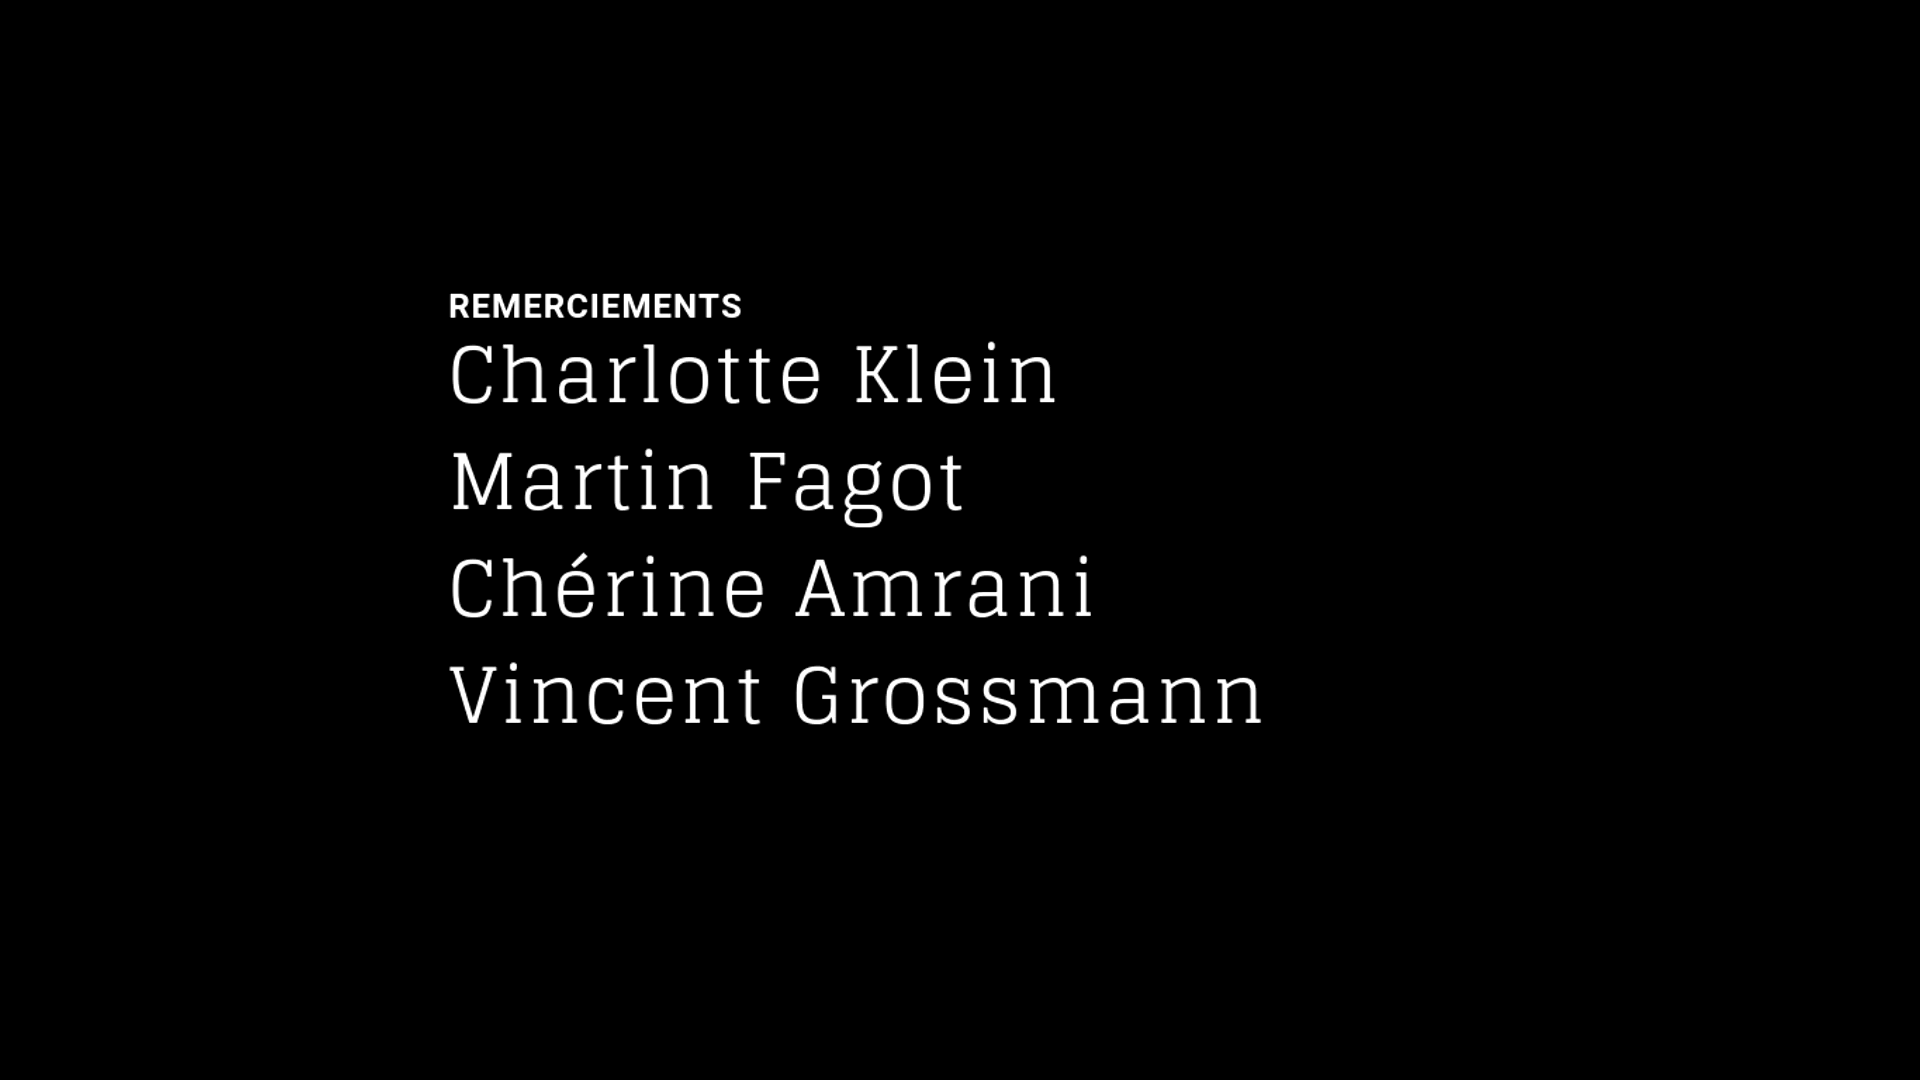 REMERCIEMENTS
Charlotte Klein
Martin Fagot
Chérine Amrani
Vincent Grossmann